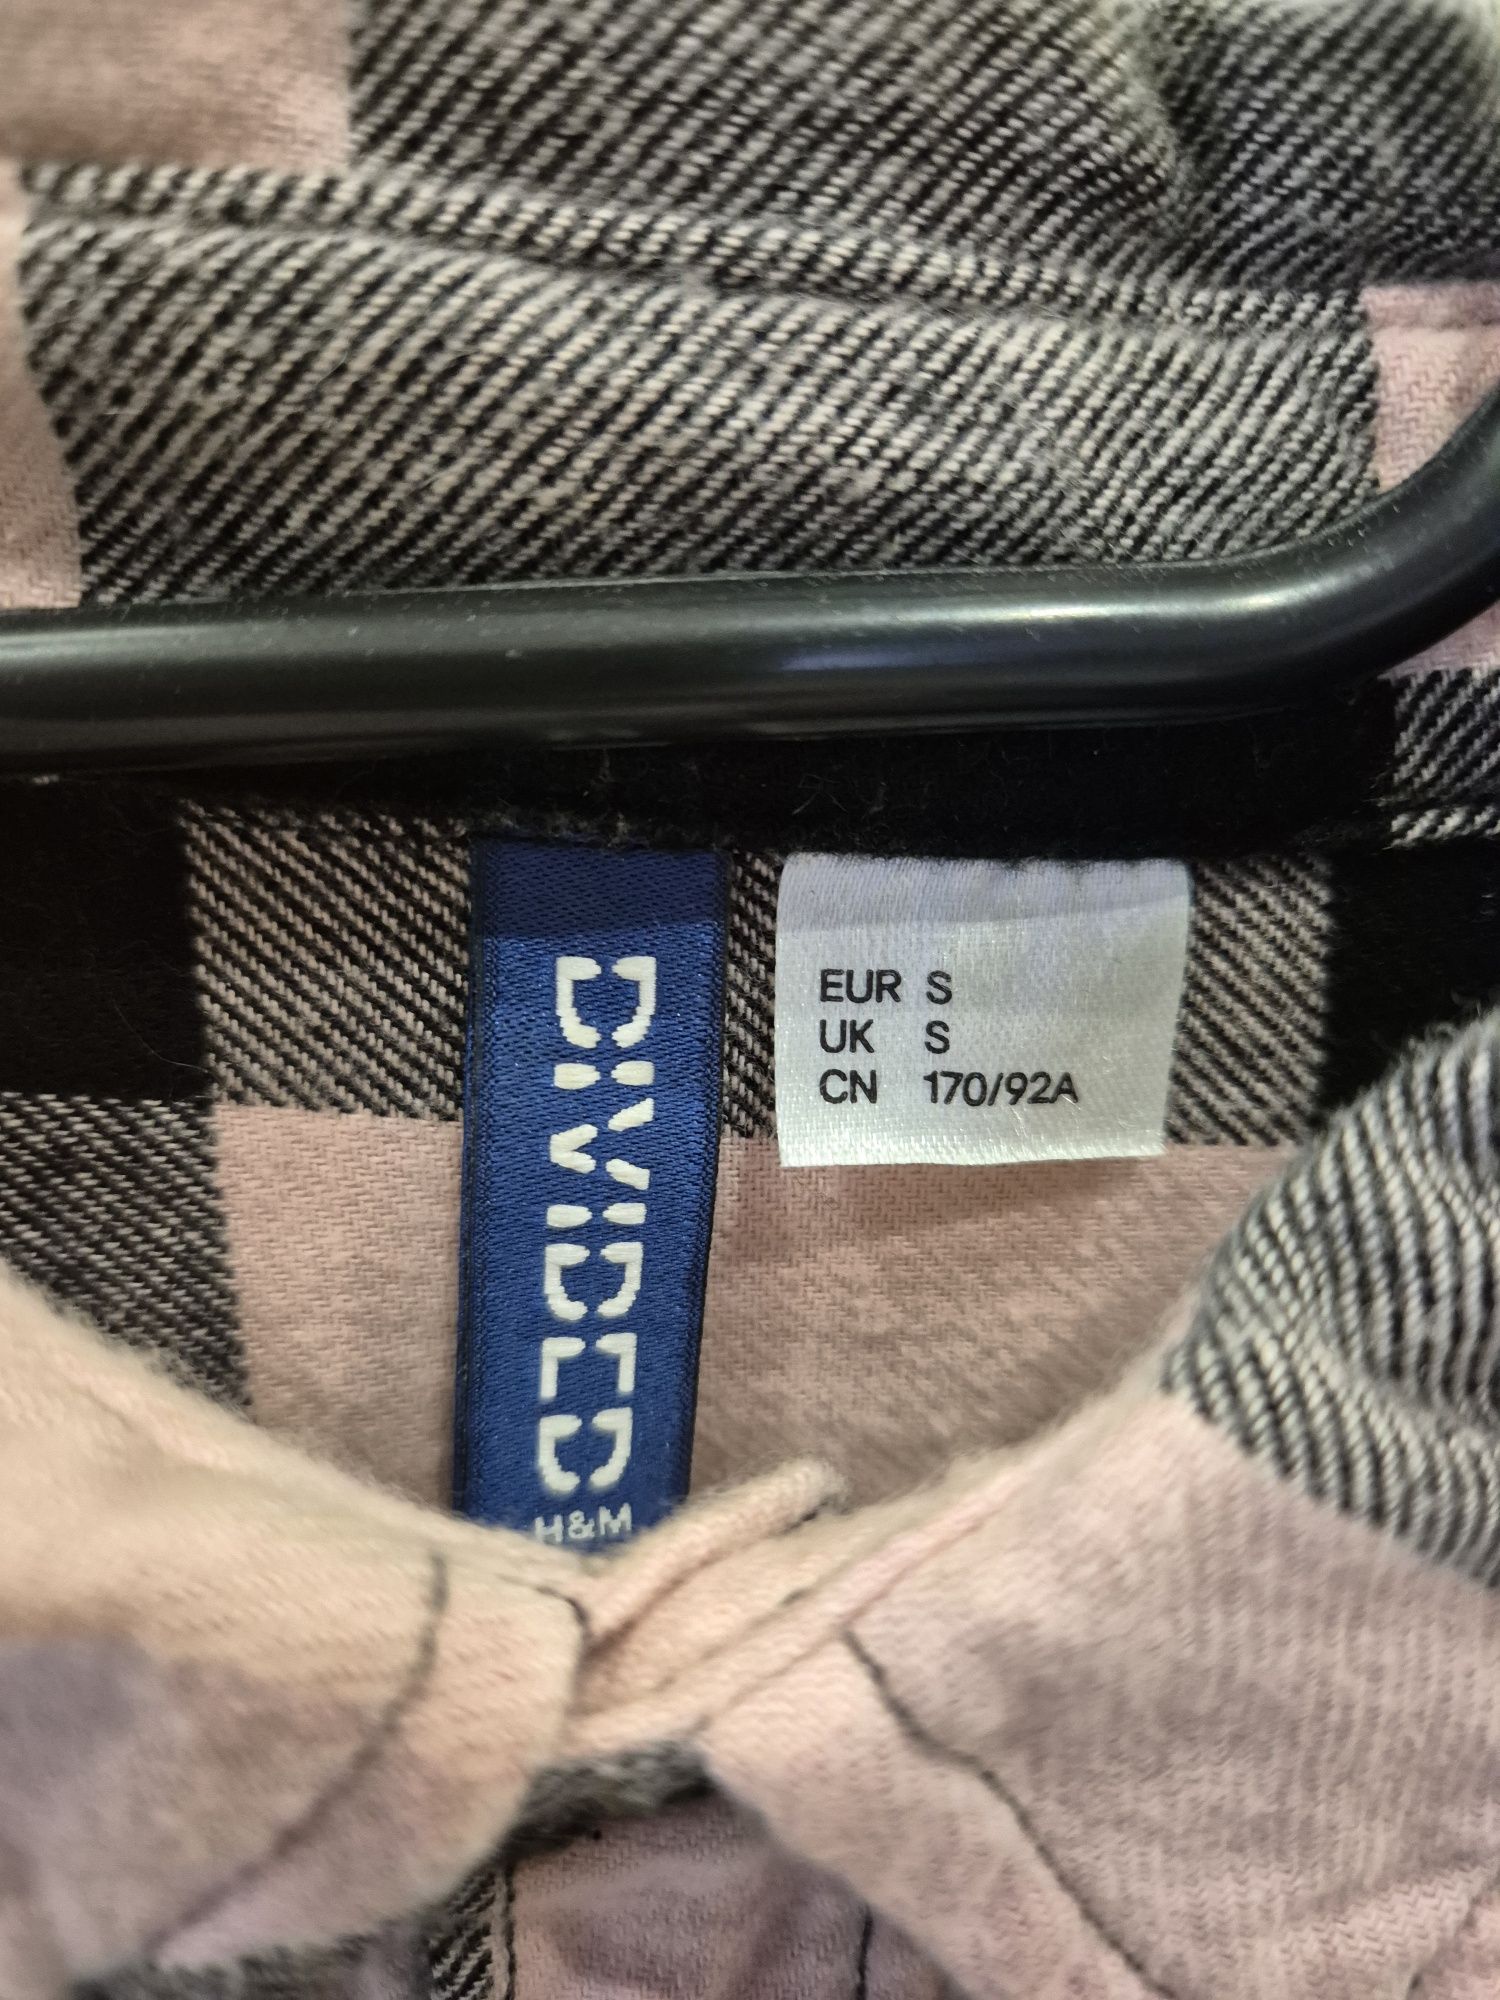 DIVIDED
H&M
EUR S
UK S
CN 170/92A